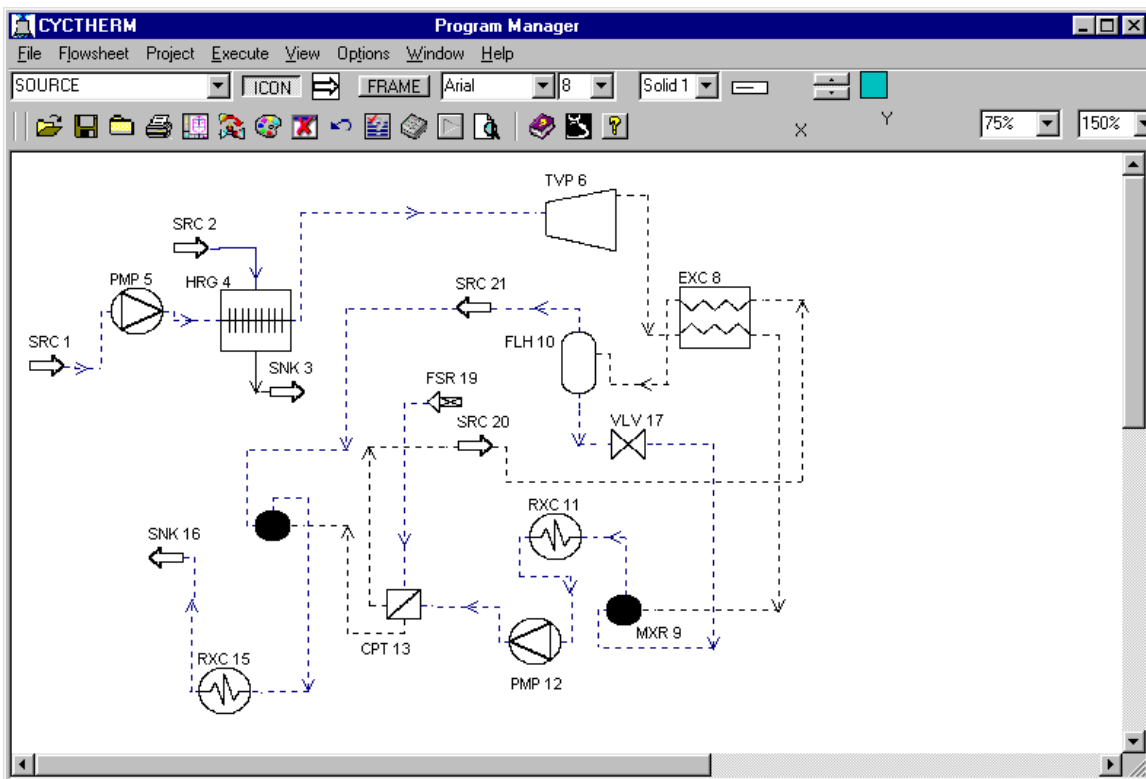 CYCTHERM Program Manager
File Flowsheet Project Execute View Options Window Help
SOURCE ICON FRAME Arial 8 Solid 1
X Y 75% 150%
TVP 6
SRC 2
PMP 5 HRG 4 SRC 21 EXC 8
SRC 1 FLH 10
SNK 3 FSR 19
SRC 20 VLV 17
RXC 11
SNK 16
MXR 9
CPT 13
RXC 15
PMP 12